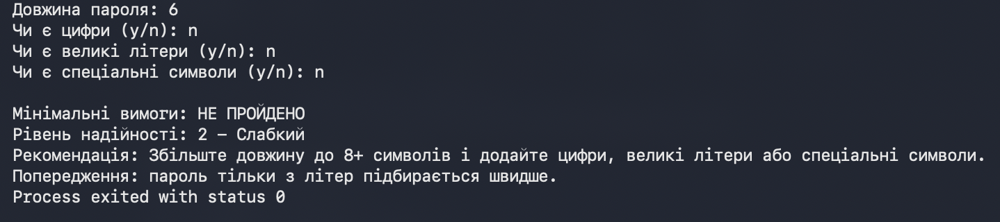 Довжина пароля: 6
Чи є цифри (y/n): n
Чи є великі літери (y/n): n
Чи є спеціальні символи (y/n): n
Мінімальні вимоги: НЕ ПРОЙДЕНО
Рівень надійності: 2 — Слабкий
Рекомендація: Збільште довжину до 8+ символів і додайте цифри, великі літери або спеціальні символи.
Попередження: пароль тільки з літер підбирається швидше.
Process exited with status 0